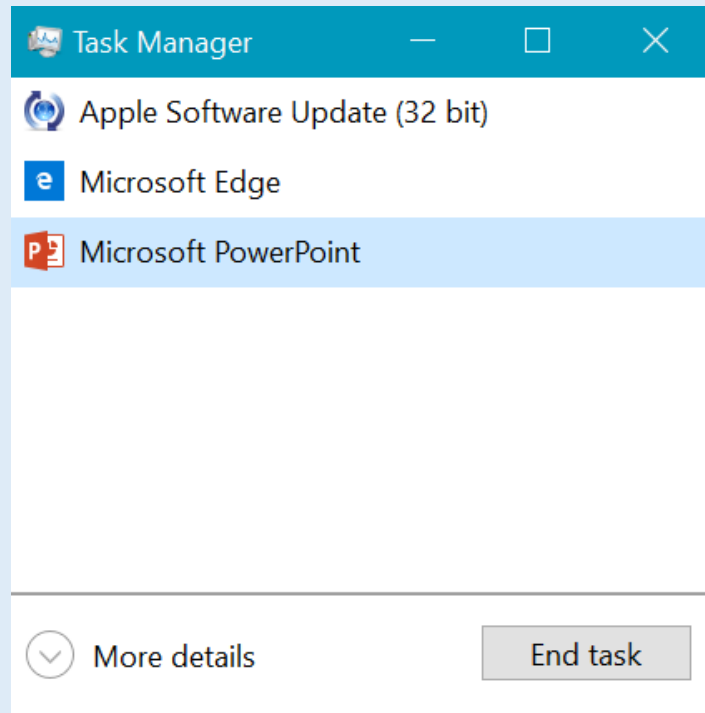 Task Manager
Apple Software Update (32 bit)
Microsoft Edge
Microsoft PowerPoint
More details
End task